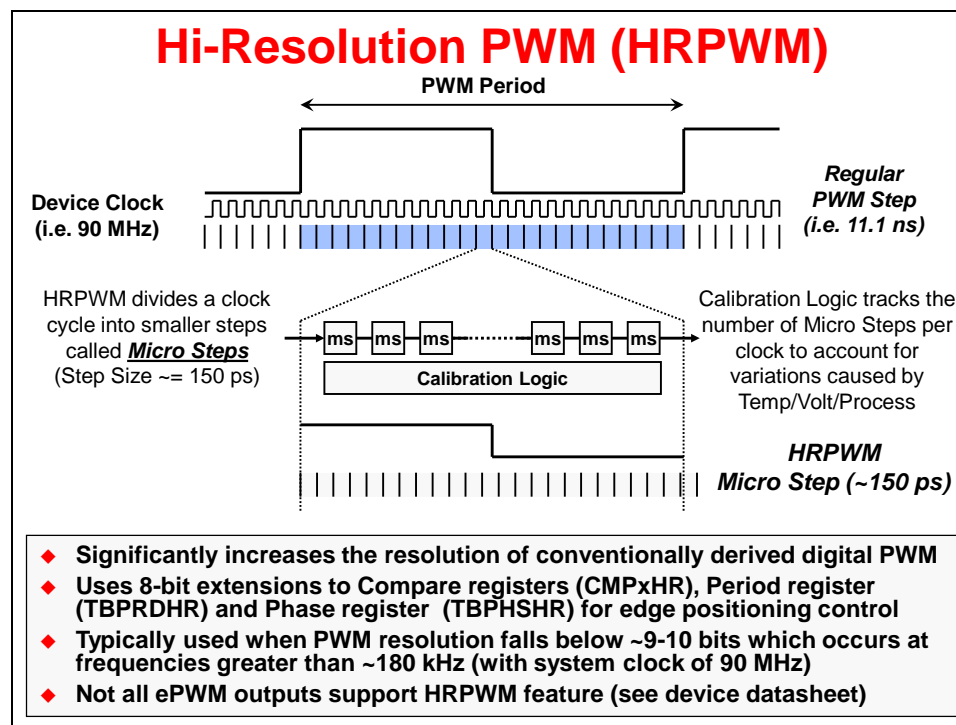 Hi-Resolution PWM (HRPWM)
PWM Period
Device Clock
(i.e. 90 MHz)
Regular
PWM Step
(i.e. 11.1 ns)
HRPWM divides a clock
cycle into smaller steps
called Micro Steps
(Step Size ~= 150 ps)
ms ms ms ms ms ms
Calibration Logic
Calibration Logic tracks the
number of Micro Steps per
clock to account for
variations caused by
Temp/Volt/Process
HRPWM
Micro Step (~150 ps)
◆ Significantly increases the resolution of conventionally derived digital PWM
◆ Uses 8-bit extensions to Compare registers (CMPxHR), Period register
(TBPRDHR) and Phase register (TBPHSHR) for edge positioning control
◆ Typically used when PWM resolution falls below ~9-10 bits which occurs at
frequencies greater than ~180 kHz (with system clock of 90 MHz)
◆ Not all ePWM outputs support HRPWM feature (see device datasheet)